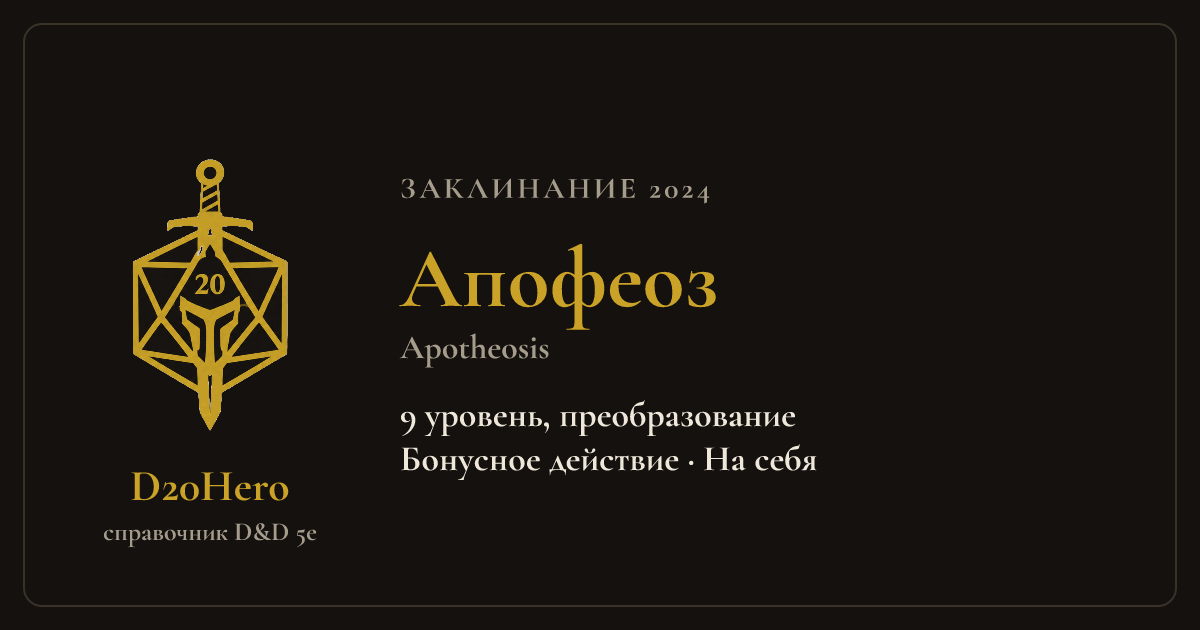 20
D20Hero
справочник D&D 5e
ЗАКЛИНАНИЕ 2024
Апофеоз
Apotheosis
9 уровень, преобразование
Бонусное действие · На себя